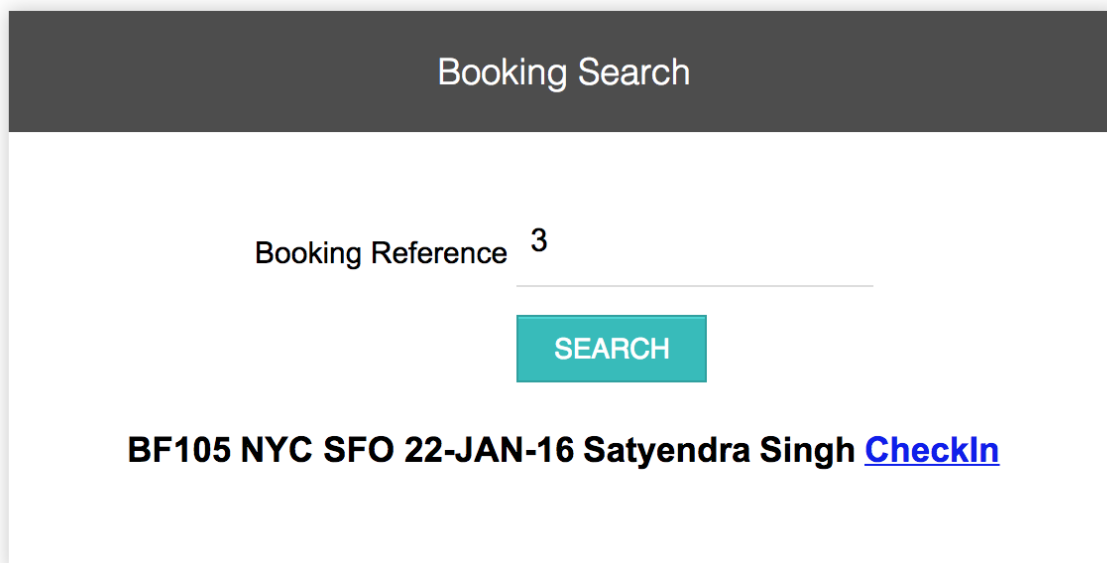 Booking Search
Booking Reference 3
SEARCH
BF105 NYC SFO 22-JAN-16 Satyendra Singh CheckIn